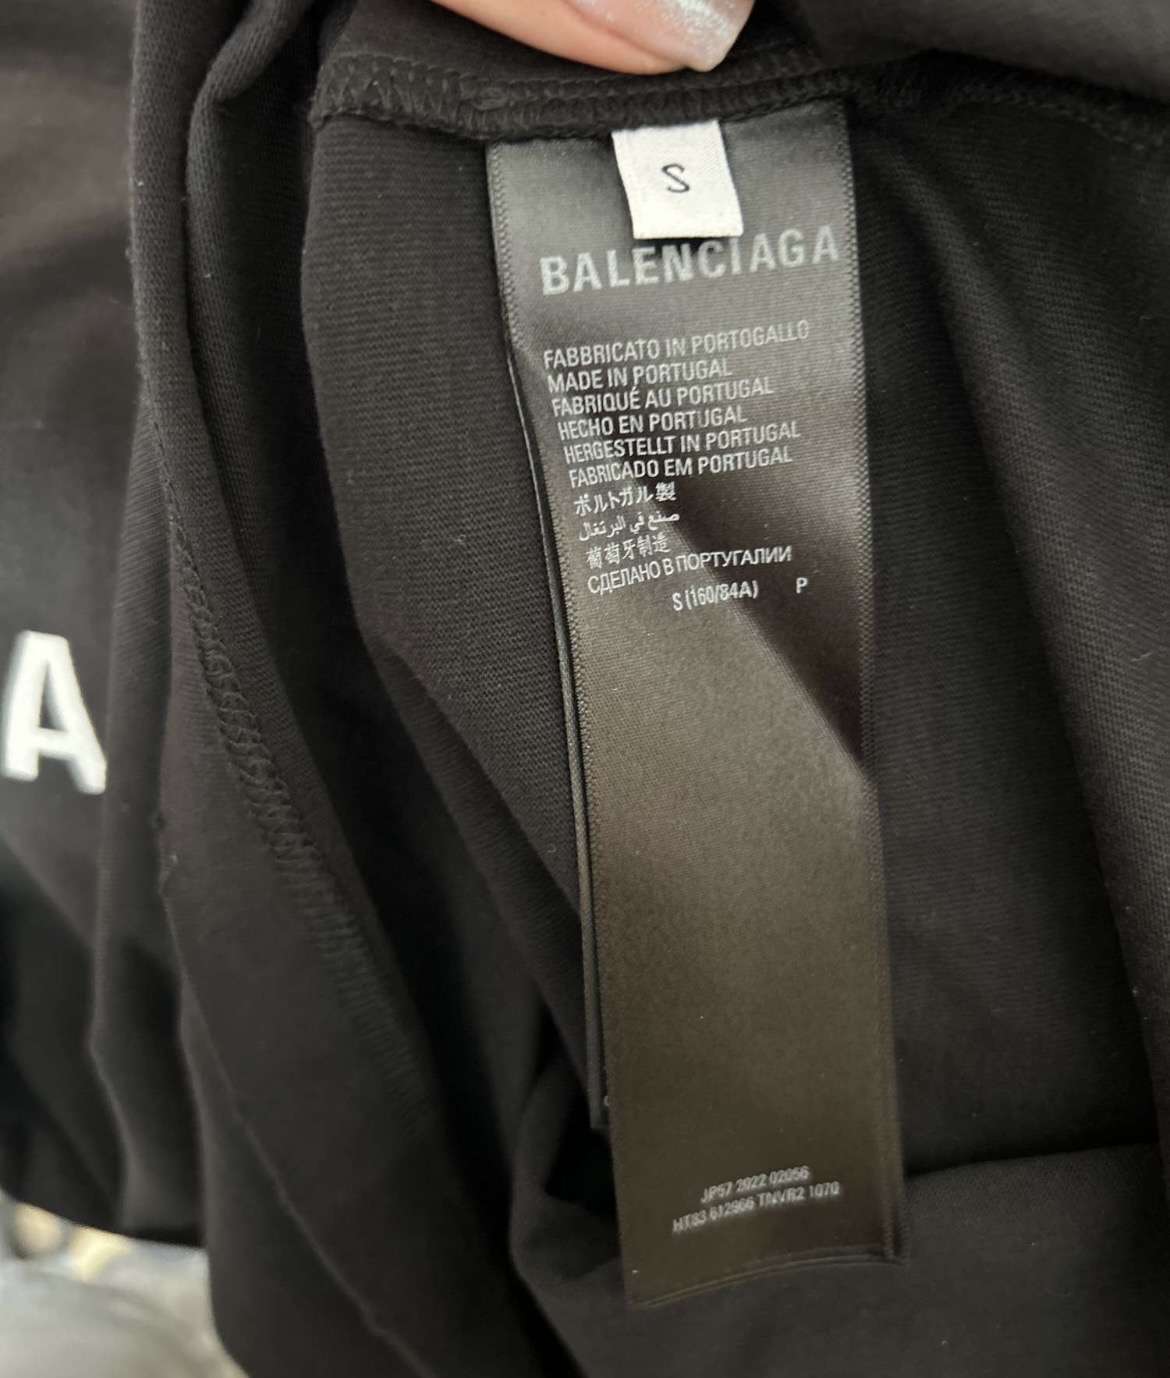 S
BALENCIAGA
FABBRICATO IN PORTOGALLO
MADE IN PORTUGAL
FABRIQUÉ AU PORTUGAL
HECHO EN PORTUGAL
HERGESTELLT IN PORTUGAL
FABRICADO EM PORTUGAL
ポルトガル製
صنع في البرتغال
葡萄牙制造
СДЕЛАНО В ПОРТУГАЛИИ
S (160/84A) P
JP57 2022 02056
HT83 612966 TNVR2 1070
A